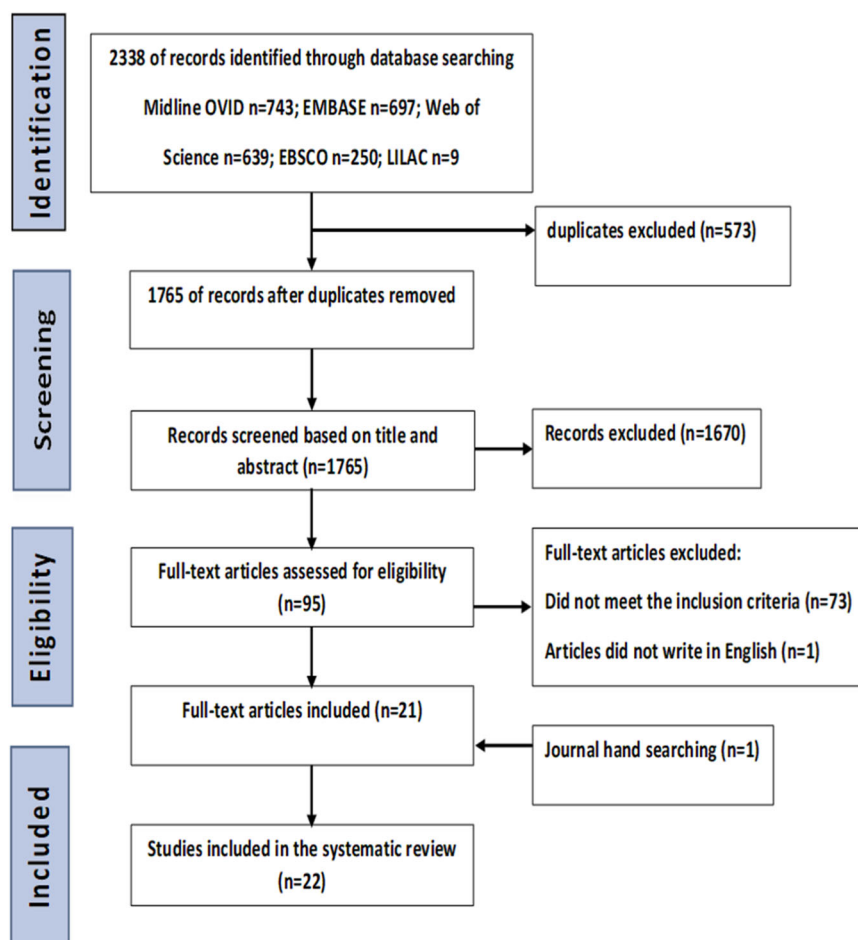 Identification
2338 of records identified through database searching
Midline OVID n=743; EMBASE n=697; Web of
Science n=639; EBSCO n=250; LILAC n=9
duplicates excluded (n=573)
Screening
1765 of records after duplicates removed
Records screened based on title and
abstract (n=1765)
Records excluded (n=1670)
Eligibility
Full-text articles assessed for eligibility
(n=95)
Full-text articles excluded:
Did not meet the inclusion criteria (n=73)
Articles did not write in English (n=1)
Full-text articles included (n=21)
Journal hand searching (n=1)
Included
Studies included in the systematic review
(n=22)